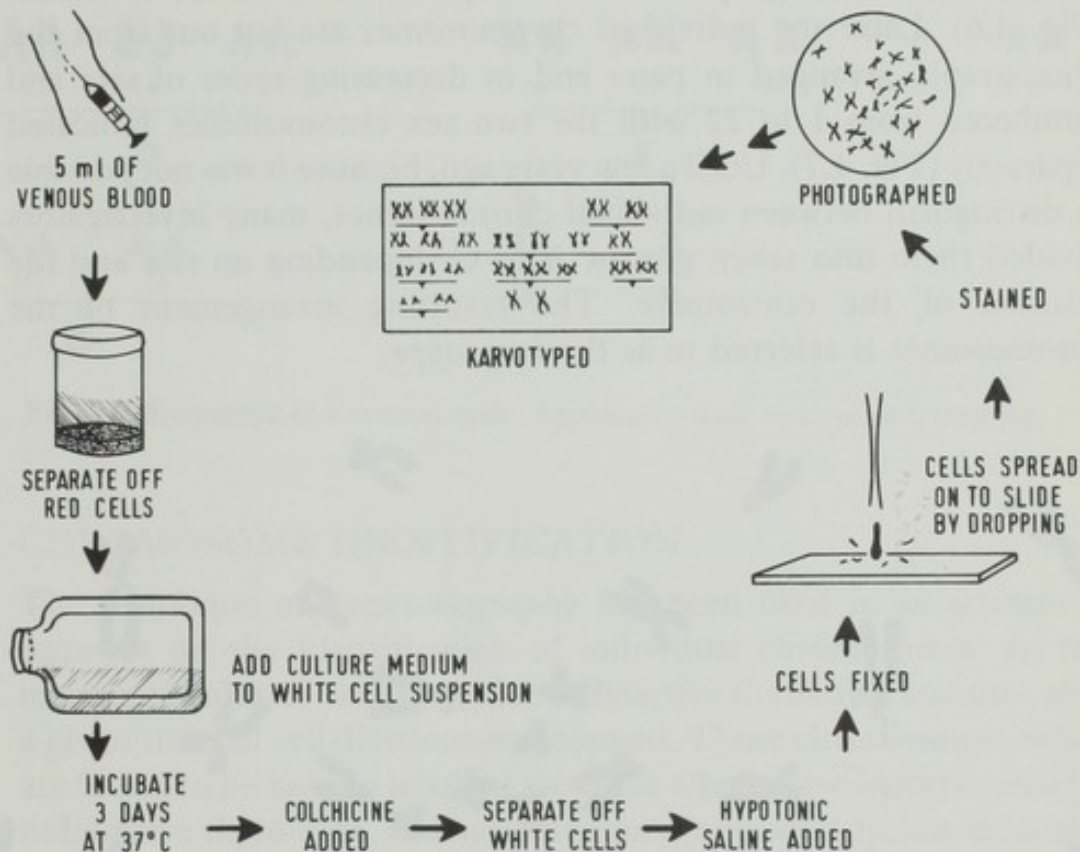 5 ml OF
VENOUS BLOOD
SEPARATE OFF
RED CELLS
ADD CULTURE MEDIUM
TO WHITE CELL SUSPENSION
INCUBATE
3 DAYS
AT 37°C
COLCHICINE
ADDED
SEPARATE OFF
WHITE CELLS
HYPOTONIC
SALINE ADDED
CELLS FIXED
CELLS SPREAD
ON TO SLIDE
BY DROPPING
STAINED
PHOTOGRAPHED
KARYOTYPED